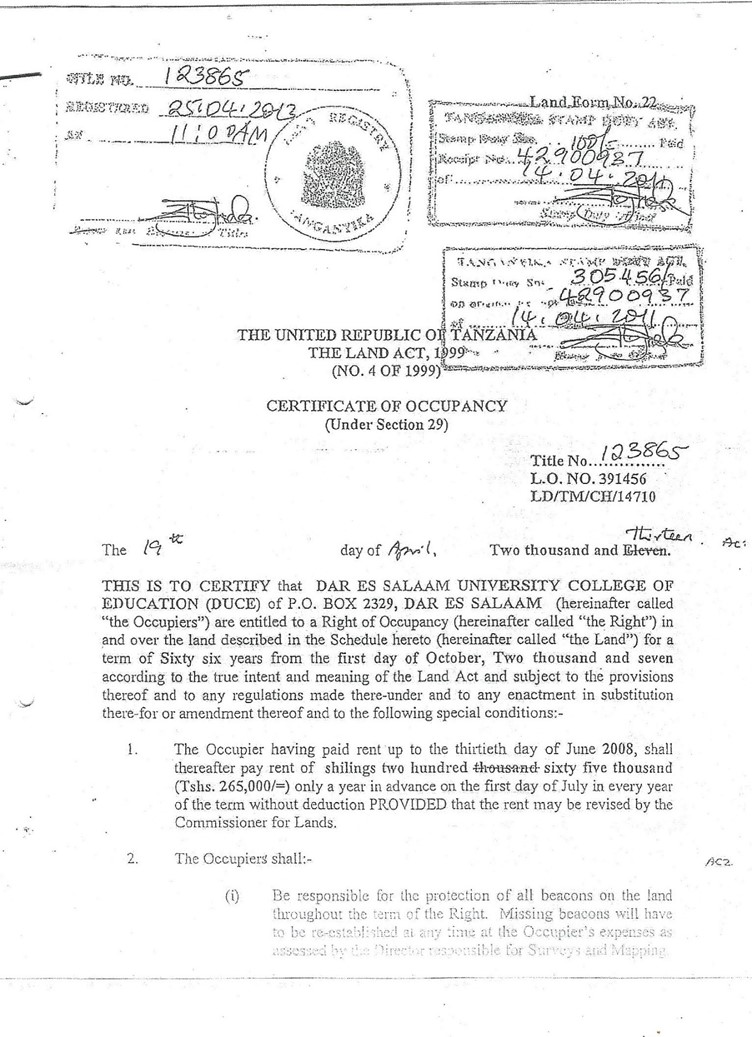 TITLE NO. 123865
REGISTERED 25.04.2013
AT 11:00AM
LAND REGISTRY
TANGANYIKA
Titles
Land Form No. 22
TANGANYIKA STAMP DUTY ACT.
Stamp Duty Shs. 100/- Paid
Receipt No. 42900937
of 14.04.2011
Stamp Duty Officer
TANGANYIKA STAMP DUTY ACT.
Stamp Duty Shs 305456/ Paid
on original 42900937
of 14.04.2011
Stamp Duty Officer
THE UNITED REPUBLIC OF TANZANIA
THE LAND ACT, 1999
(NO. 4 OF 1999)
CERTIFICATE OF OCCUPANCY
(Under Section 29)
Title No. 123865
L.O. NO. 391456
LD/TM/CH/14710
Thirteen
The 19th day of April, Two thousand and Eleven. AC1
THIS IS TO CERTIFY that DAR ES SALAAM UNIVERSITY COLLEGE OF
EDUCATION (DUCE) of P.O. BOX 2329, DAR ES SALAAM (hereinafter called
"the Occupiers") are entitled to a Right of Occupancy (hereinafter called "the Right") in
and over the land described in the Schedule hereto (hereinafter called "the Land") for a
term of Sixty six years from the first day of October, Two thousand and seven
according to the true intent and meaning of the Land Act and subject to the provisions
thereof and to any regulations made there-under and to any enactment in substitution
there-for or amendment thereof and to the following special conditions:-
1. The Occupier having paid rent up to the thirtieth day of June 2008, shall
thereafter pay rent of shilings two hundred thousand sixty five thousand
(Tshs. 265,000/=) only a year in advance on the first day of July in every year
of the term without deduction PROVIDED that the rent may be revised by the
Commissioner for Lands.
2. The Occupiers shall:- AC2
(i) Be responsible for the protection of all beacons on the land
throughout the term of the Right. Missing beacons will have
to be re-established at any time at the Occupier's expenses as
assessed by the Director responsible for Surveys and Mapping.